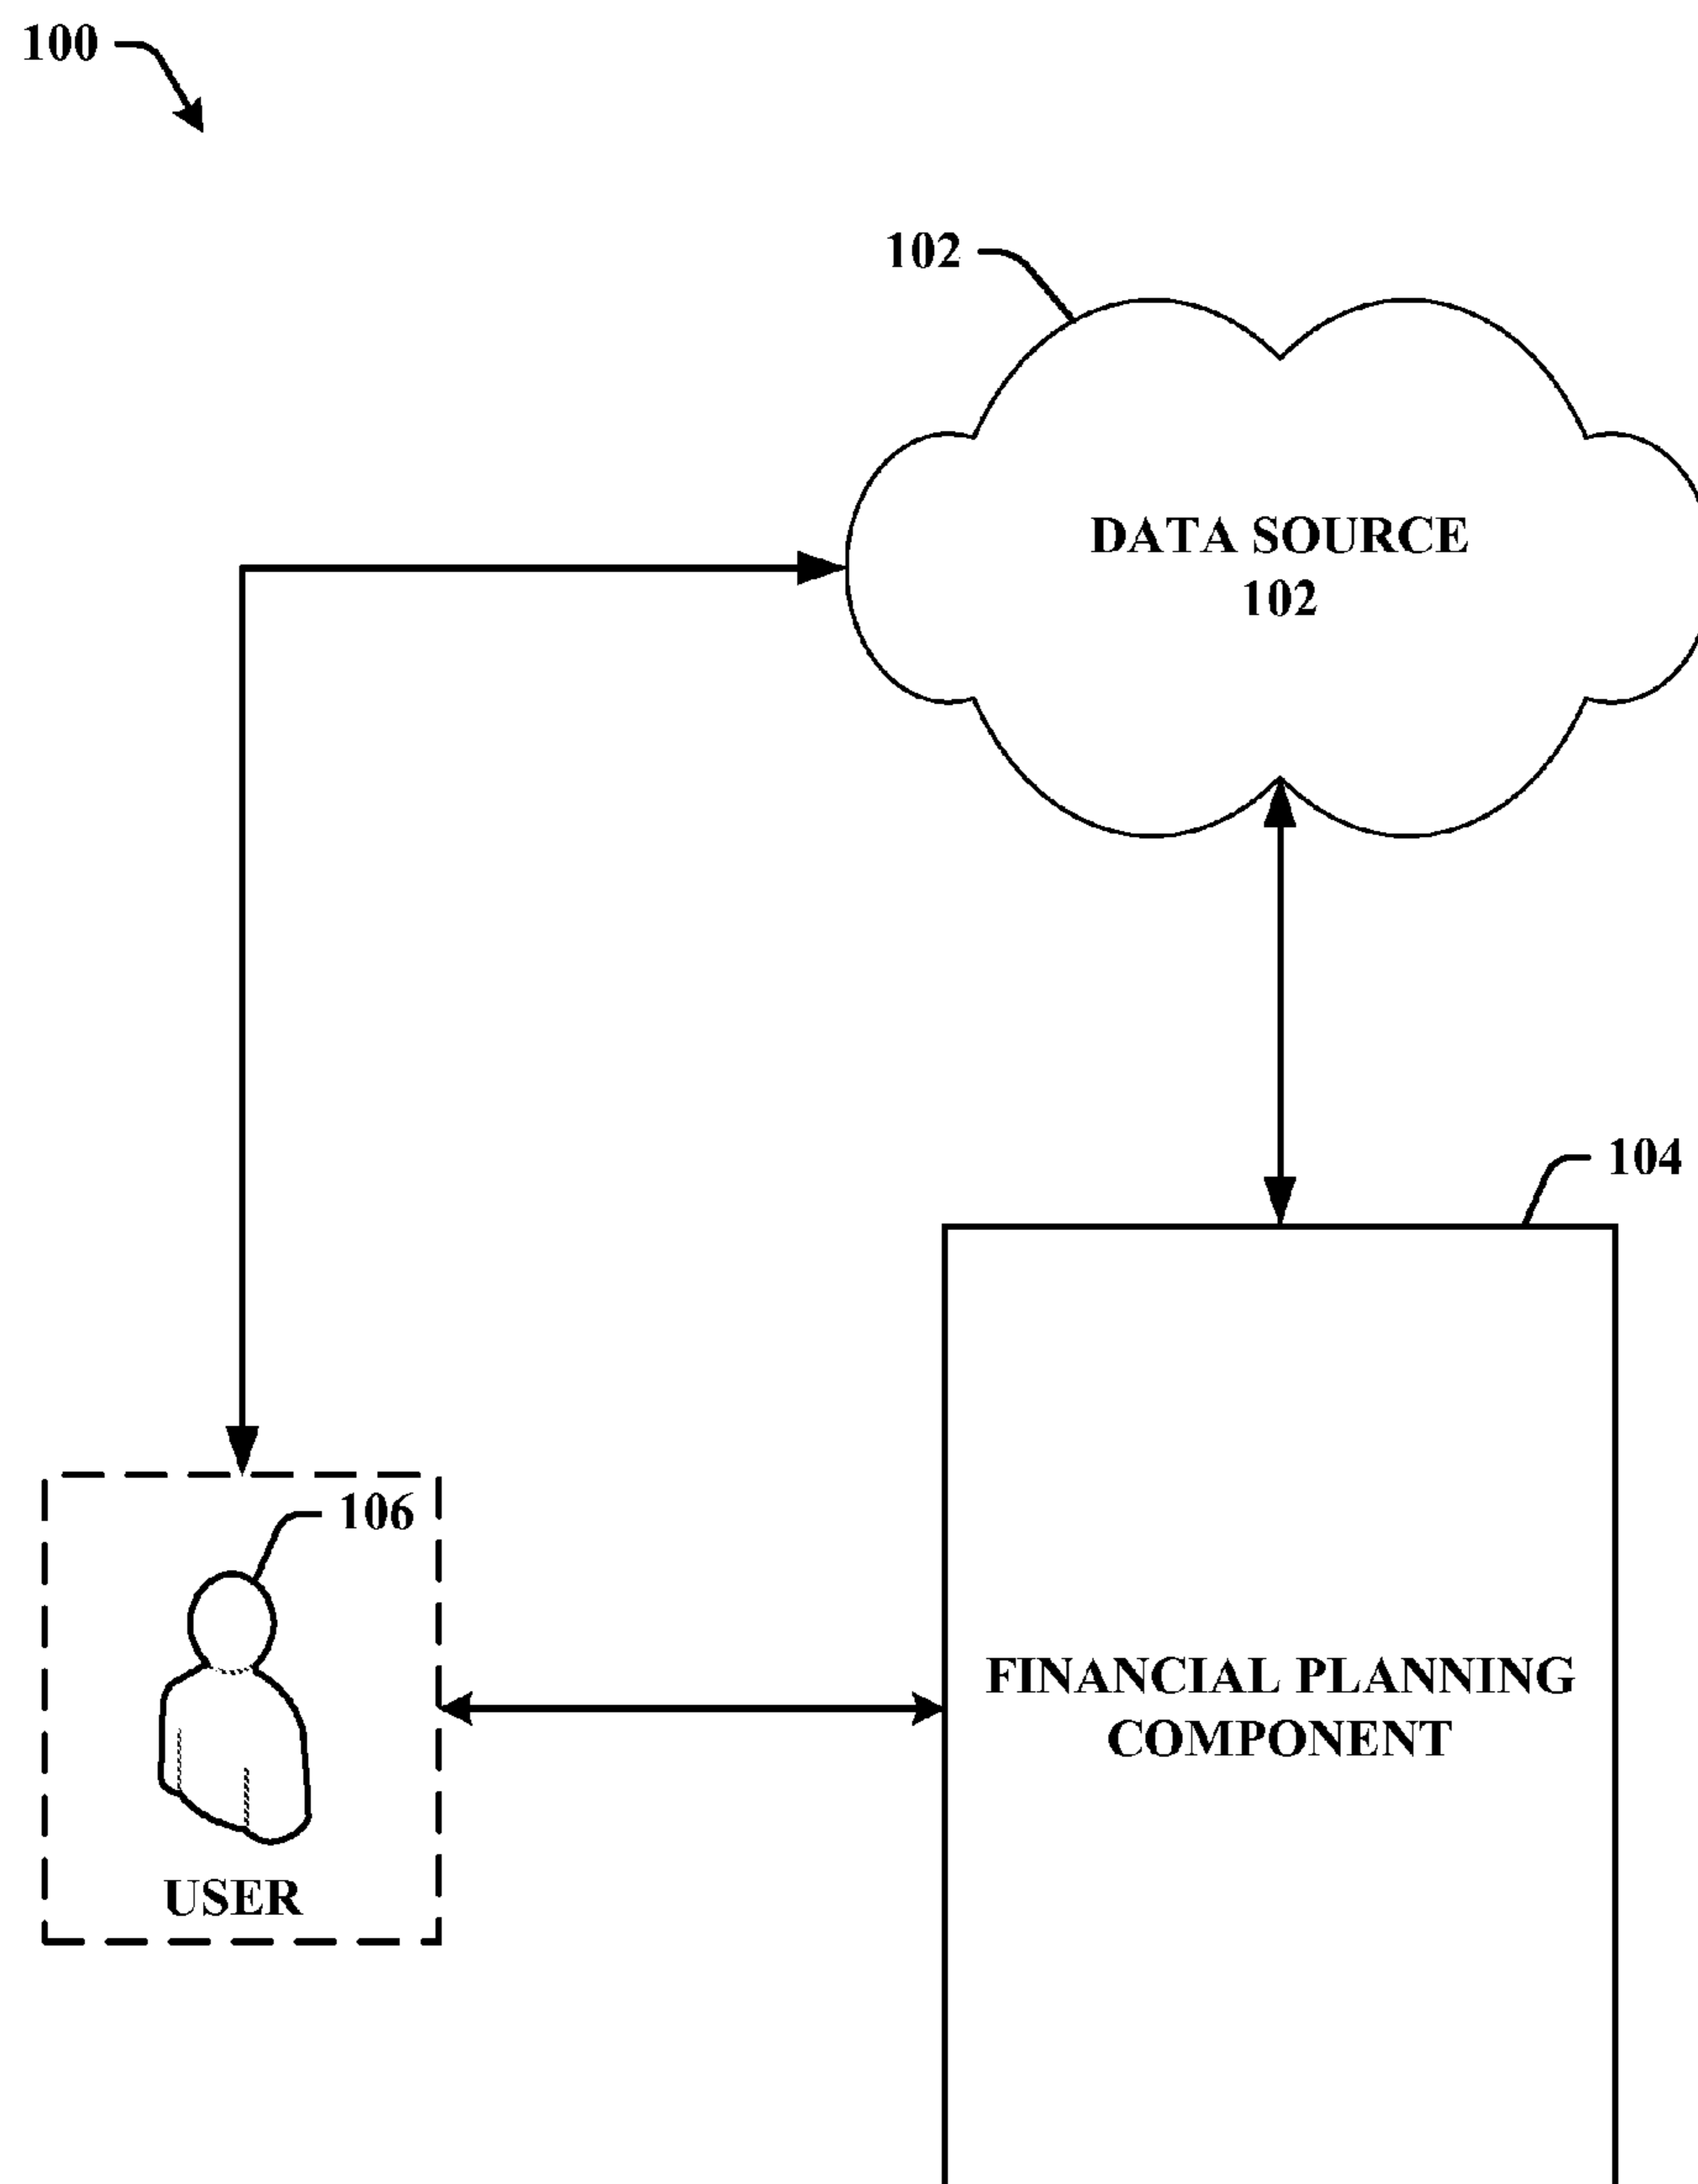 100
102
DATA SOURCE
102
104
106
FINANCIAL PLANNING
COMPONENT
USER